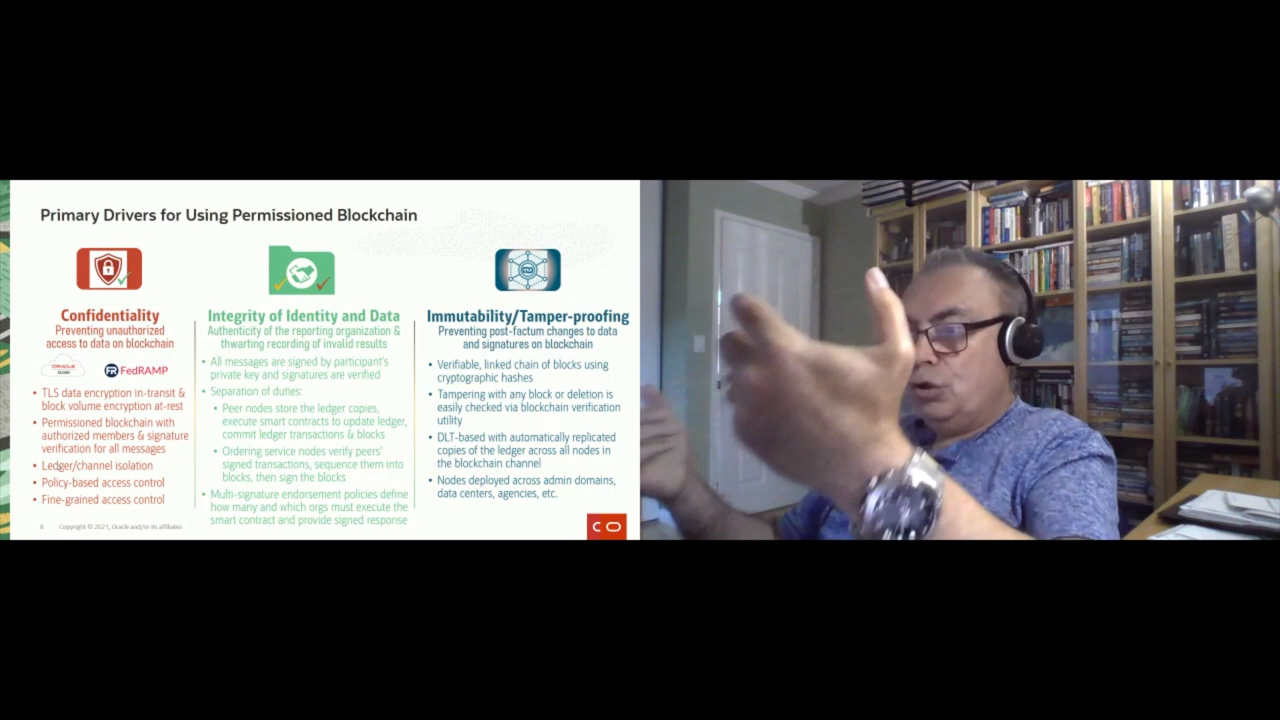 Primary Drivers for Using Permissioned Blockchain
Confidentiality
Preventing unauthorized
access to data on blockchain
ORACLE
FR FedRAMP
• TLS data encryption in-transit &
block volume encryption at-rest
• Permissioned blockchain with
authorized members & signature
verification for all messages
• Ledger/channel isolation
• Policy-based access control
• Fine-grained access control
Integrity of Identity and Data
Authenticity of the reporting organization &
thwarting recording of invalid results
• All messages are signed by participant's
private key and signatures are verified
• Separation of duties:
• Peer nodes store the ledger copies,
execute smart contracts to update ledger,
commit ledger transactions & blocks
• Ordering service nodes verify peers'
signed transactions, sequence them into
blocks, then sign the blocks
• Multi-signature endorsement policies define
how many and which orgs must execute the
smart contract and provide signed response
Immutability/Tamper-proofing
Preventing post-factum changes to data
and signatures on blockchain
• Verifiable, linked chain of blocks using
cryptographic hashes
• Tampering with any block or deletion is
easily checked via blockchain verification
utility
• DLT-based with automatically replicated
copies of the ledger across all nodes in
the blockchain channel
• Nodes deployed across admin domains,
data centers, agencies, etc.
8 Copyright © 2021, Oracle and/or its affiliates